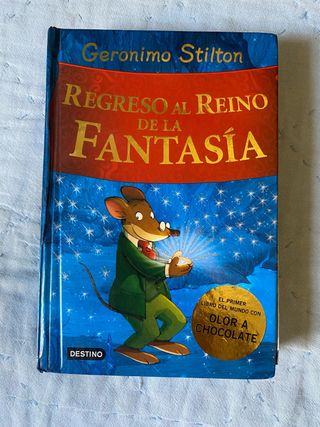 Geronimo Stilton
REGRESO AL REINO
DE LA
FANTASÍA
EL PRIMER
LIBRO DEL MUNDO CON
OLOR A
CHOCOLATE
DESTINO